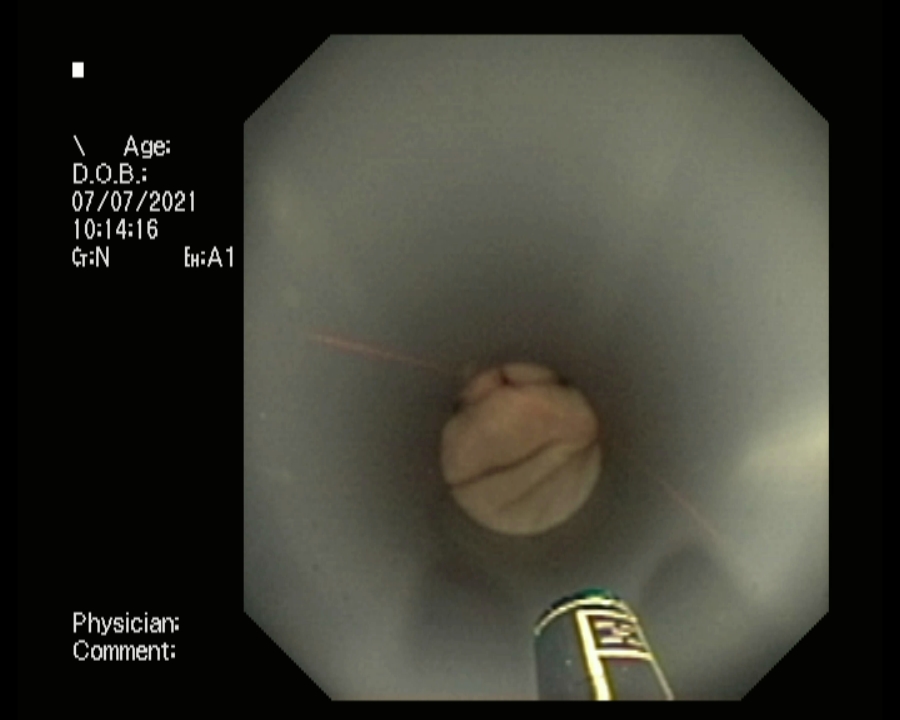 \ Age:
D.O.B.:
07/07/2021
10:14:16
Cr:N EH:A1
Physician:
Comment: